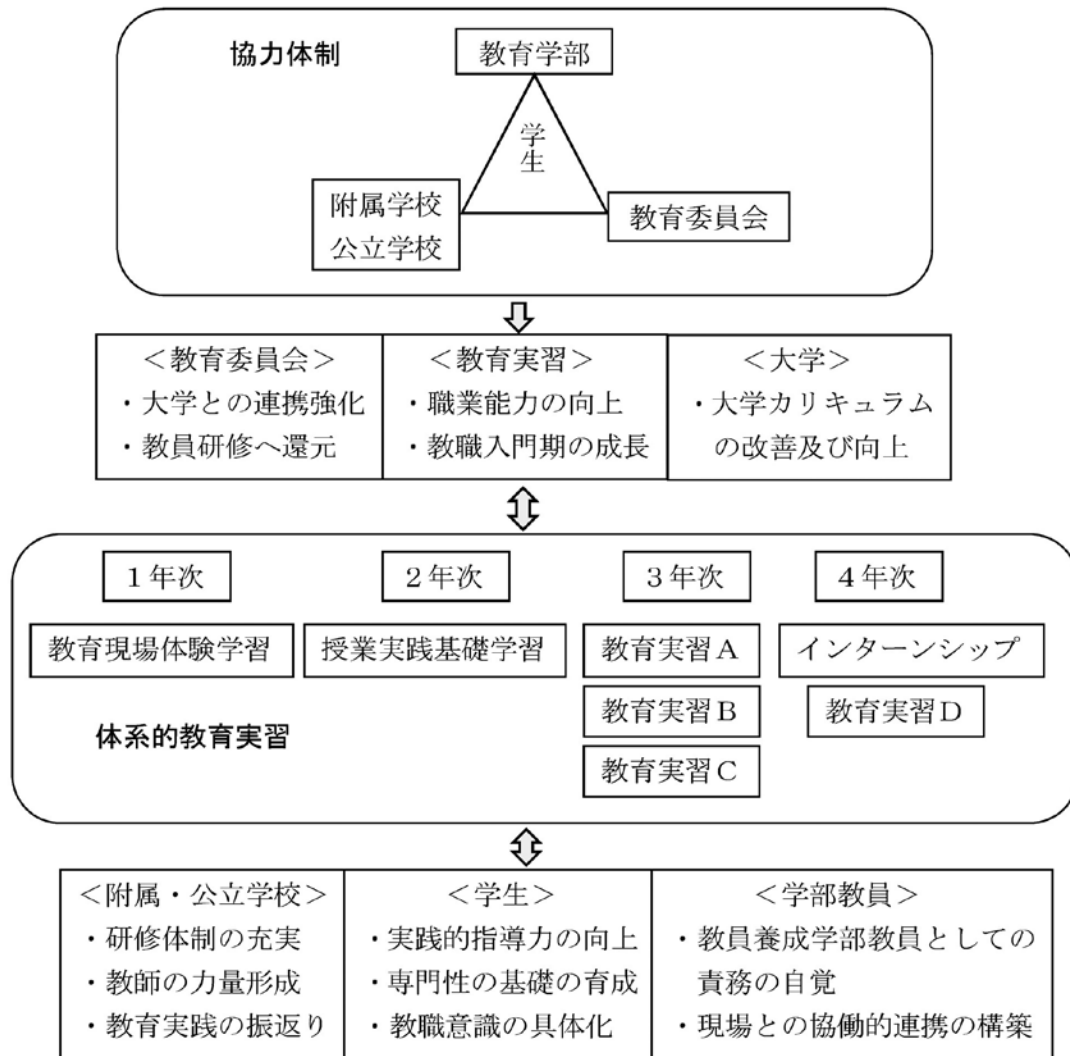 協力体制
教育学部
学生
附属学校
公立学校
教育委員会
＜教育委員会＞
・大学との連携強化
・教員研修へ還元
＜教育実習＞
・職業能力の向上
・教職入門期の成長
＜大学＞
・大学カリキュラム
の改善及び向上
１年次
２年次
３年次
４年次
教育現場体験学習
授業実践基礎学習
教育実習Ａ
インターンシップ
教育実習Ｂ
教育実習Ｄ
体系的教育実習
教育実習Ｃ
＜附属・公立学校＞
・研修体制の充実
・教師の力量形成
・教育実践の振返り
＜学生＞
・実践的指導力の向上
・専門性の基礎の育成
・教職意識の具体化
＜学部教員＞
・教員養成学部教員としての
責務の自覚
・現場との協働的連携の構築